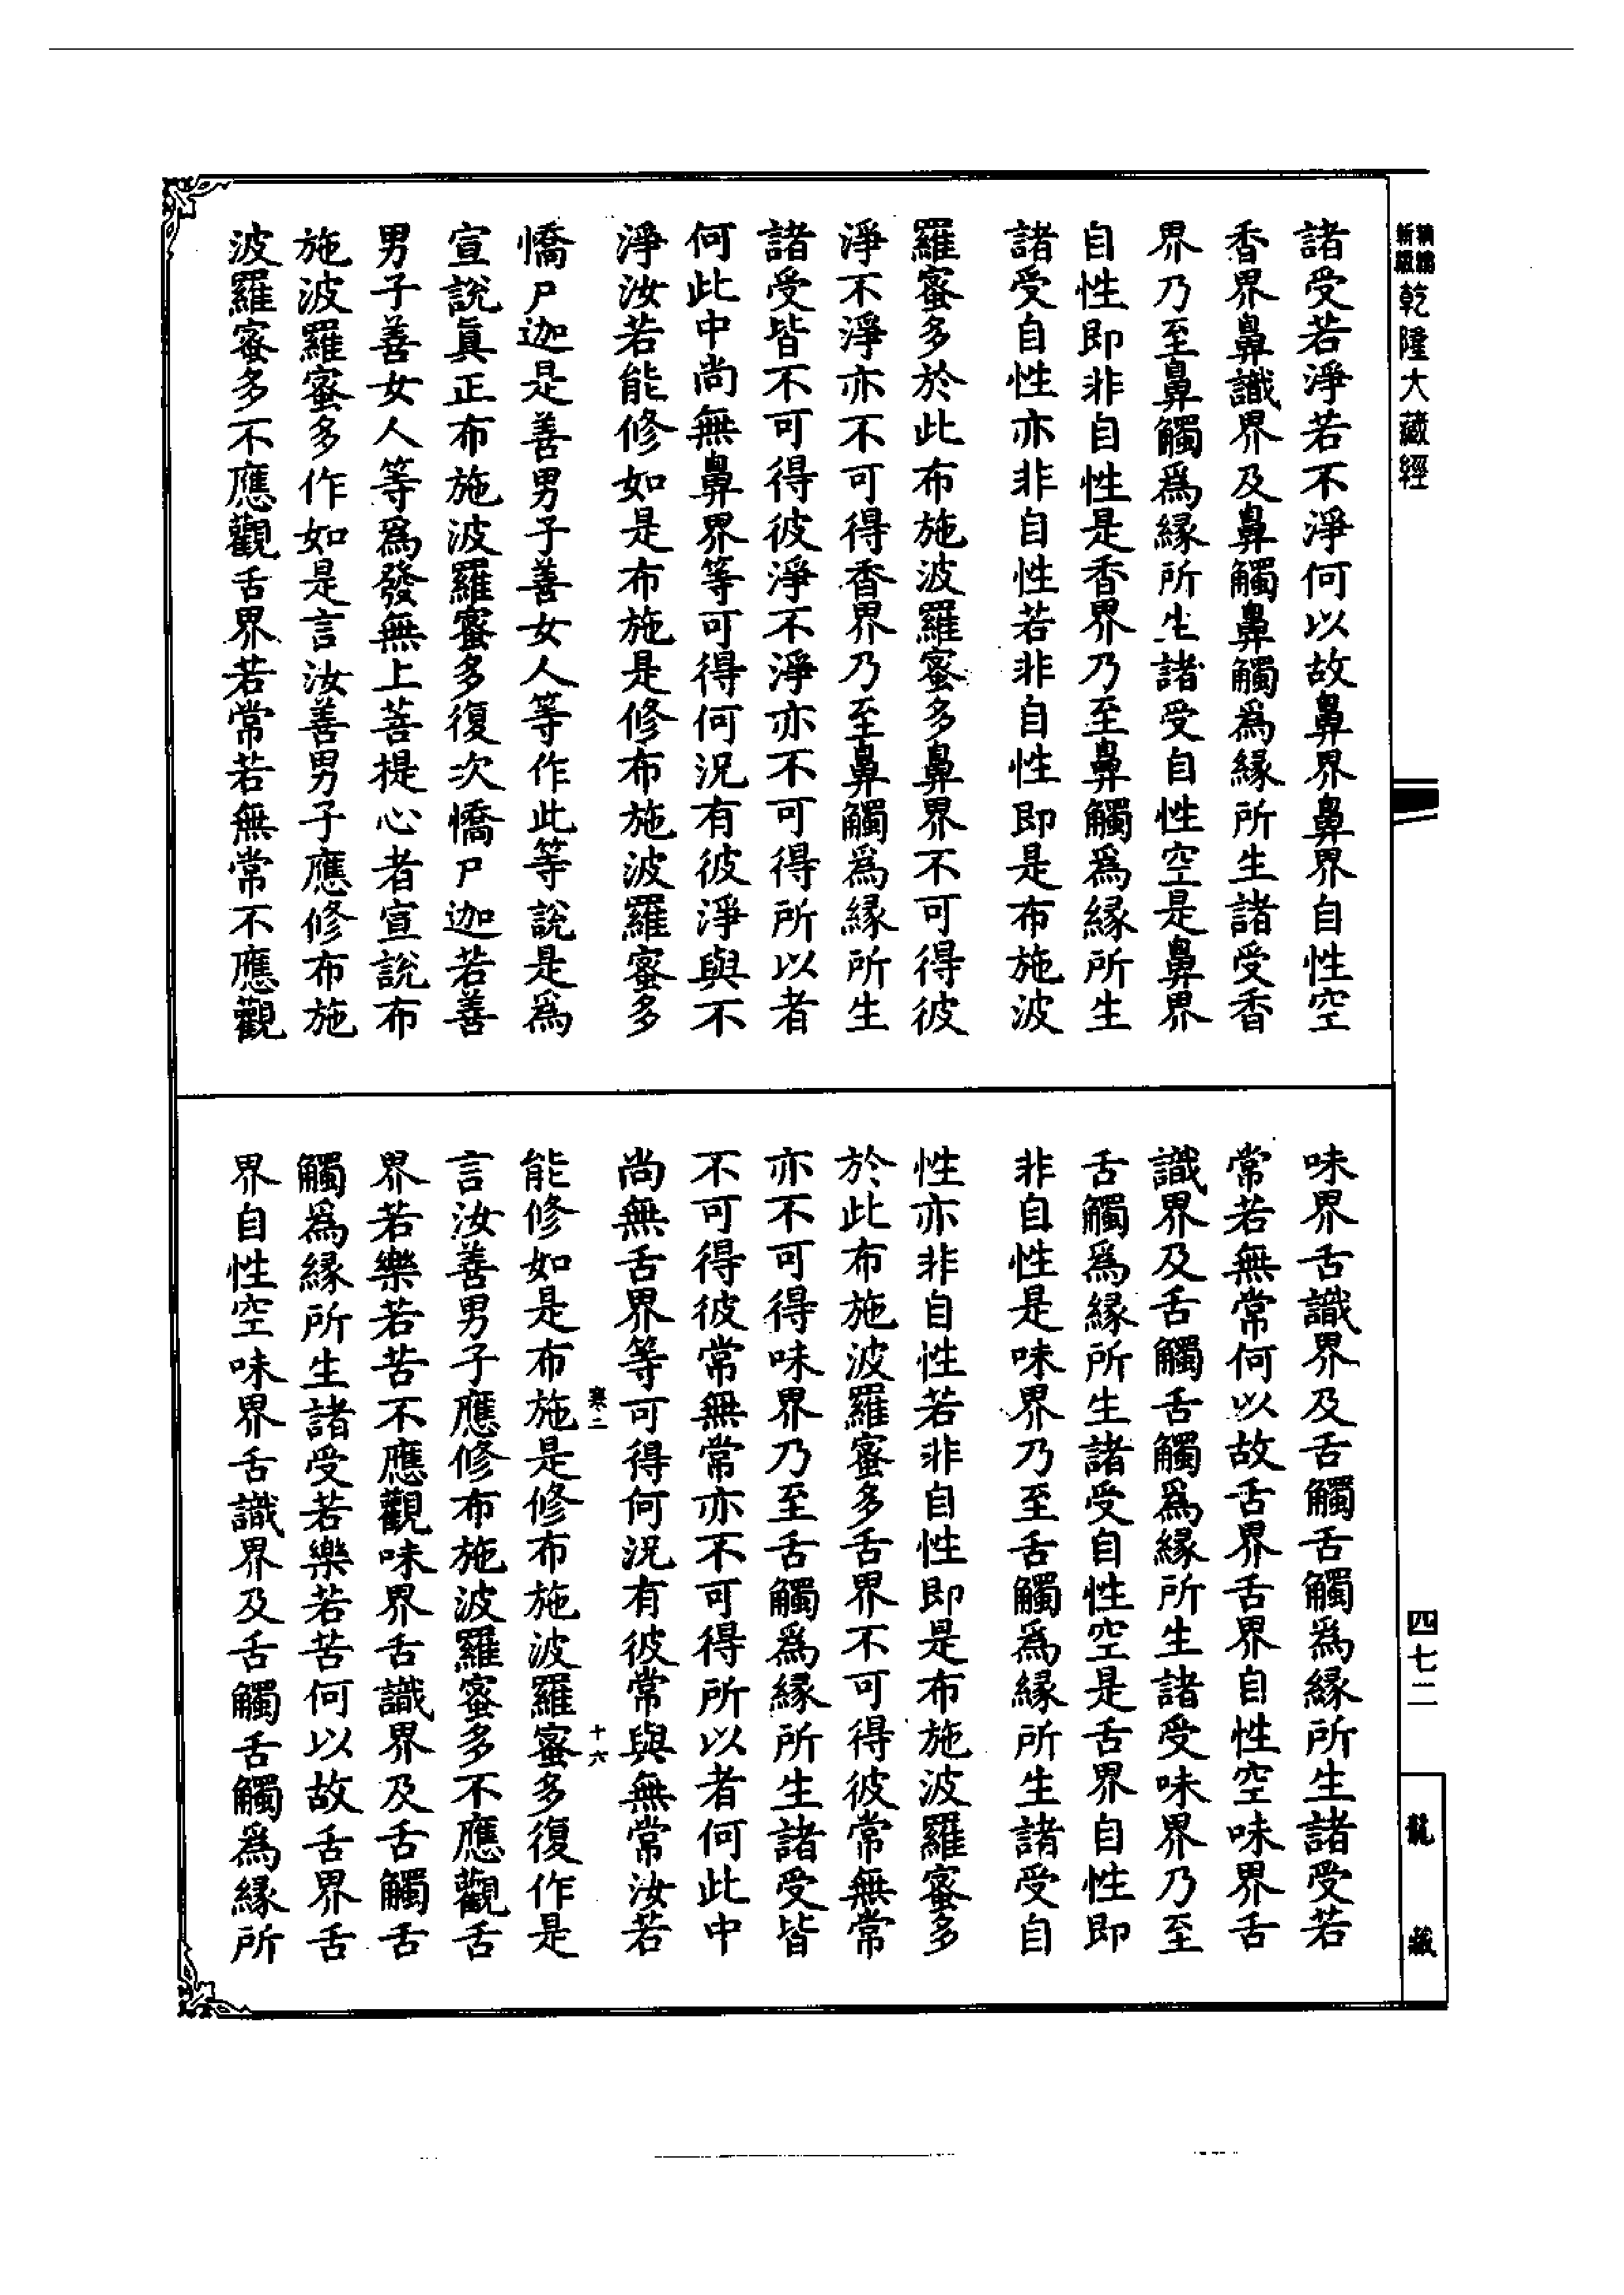 乾隆大藏經
諸受若淨若不淨何以故鼻界鼻界自性空
香界鼻識界及鼻觸鼻觸爲緣所生諸受香
界乃至鼻觸爲緣所生諸受自性空是鼻界
自性即非自性是香界乃至鼻觸爲緣所生
諸受自性亦非自性若非自性即是布施波
羅蜜多於此布施波羅蜜多鼻界不可得彼
淨不淨亦不可得香界乃至鼻觸爲緣所生
諸受皆不可得彼淨不淨亦不可得所以者
何此中尚無鼻界等可得何況有彼淨與不
淨汝若能修如是布施是修布施波羅蜜多
憍尸迦是善男子善女人等作此等說是爲
宣說眞正布施波羅蜜多復次憍尸迦若善
男子善女人等爲發無上菩提心者宣說布
施波羅蜜多作如是言汝善男子應修布施
波羅蜜多不應觀舌界若常若無常不應觀
味界舌識界及舌觸舌觸爲緣所生諸受若
常若無常何以故舌界舌界自性空味界舌
識界及舌觸舌觸爲緣所生諸受味界乃至
舌觸爲緣所生諸受自性空是舌界自性即
非自性是味界乃至舌觸爲緣所生諸受自
性亦非自性若非自性即是布施波羅蜜多
於此布施波羅蜜多舌界不可得彼常無常
亦不可得味界乃至舌觸爲緣所生諸受皆
不可得彼常無常亦不可得所以者何此中
尚無舌界等可得何況有彼常與無常汝若
寒二 十六
能修如是布施是修布施波羅蜜多復作是
言汝善男子應修布施波羅蜜多不應觀舌
界若樂若苦不應觀味界舌識界及舌觸舌
觸爲緣所生諸受若樂若苦何以故舌界舌
界自性空味界舌識界及舌觸舌觸爲緣所
四七二
龍藏